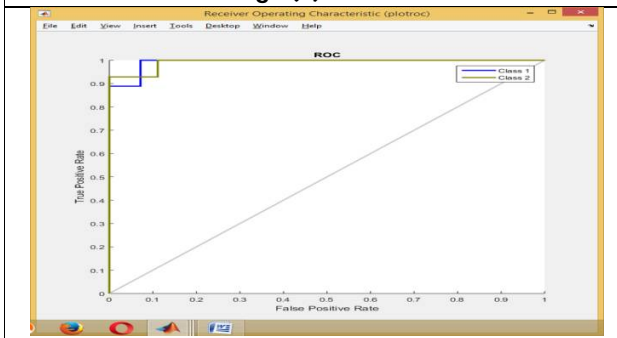 Receiver Operating Characteristic (plotroc)
File Edit View Insert Tools Desktop Window Help
ROC
Class 1
Class 2
1
0.9
0.8
0.7
0.6
0.5
0.4
0.3
0.2
0.1
0
True Positive Rate
0 0.1 0.2 0.3 0.4 0.5 0.6 0.7 0.8 0.9 1
False Positive Rate